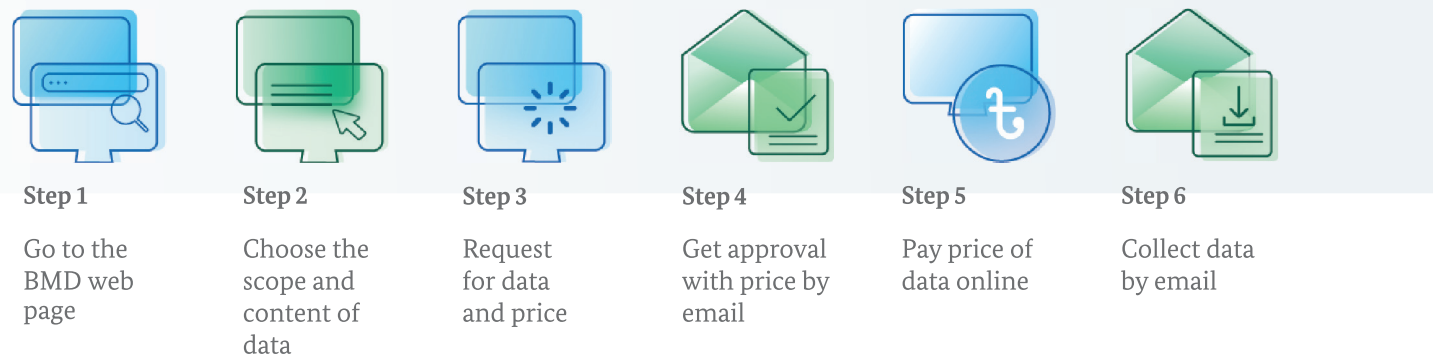 Step 1
Go to the
BMD web
page
Step 2
Choose the
scope and
content of
data
Step 3
Request
for data
and price
Step 4
Get approval
with price by
email
৳
Step 5
Pay price of
data online
Step 6
Collect data
by email